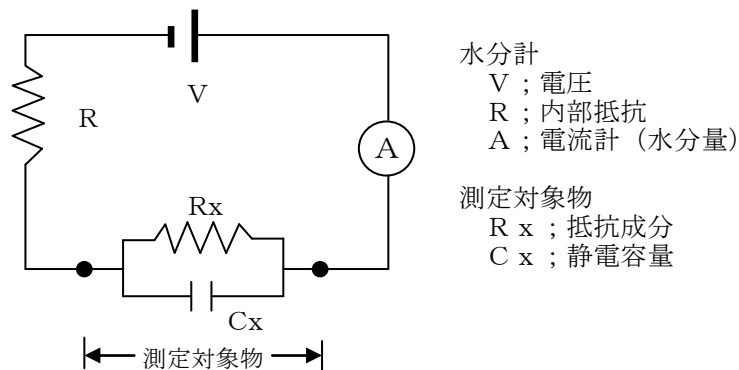 V
R
A
Rx
Cx
測定対象物
水分計
V ; 電圧
R ; 内部抵抗
A ; 電流計（水分量）
測定対象物
Rx ; 抵抗成分
Cx ; 静電容量